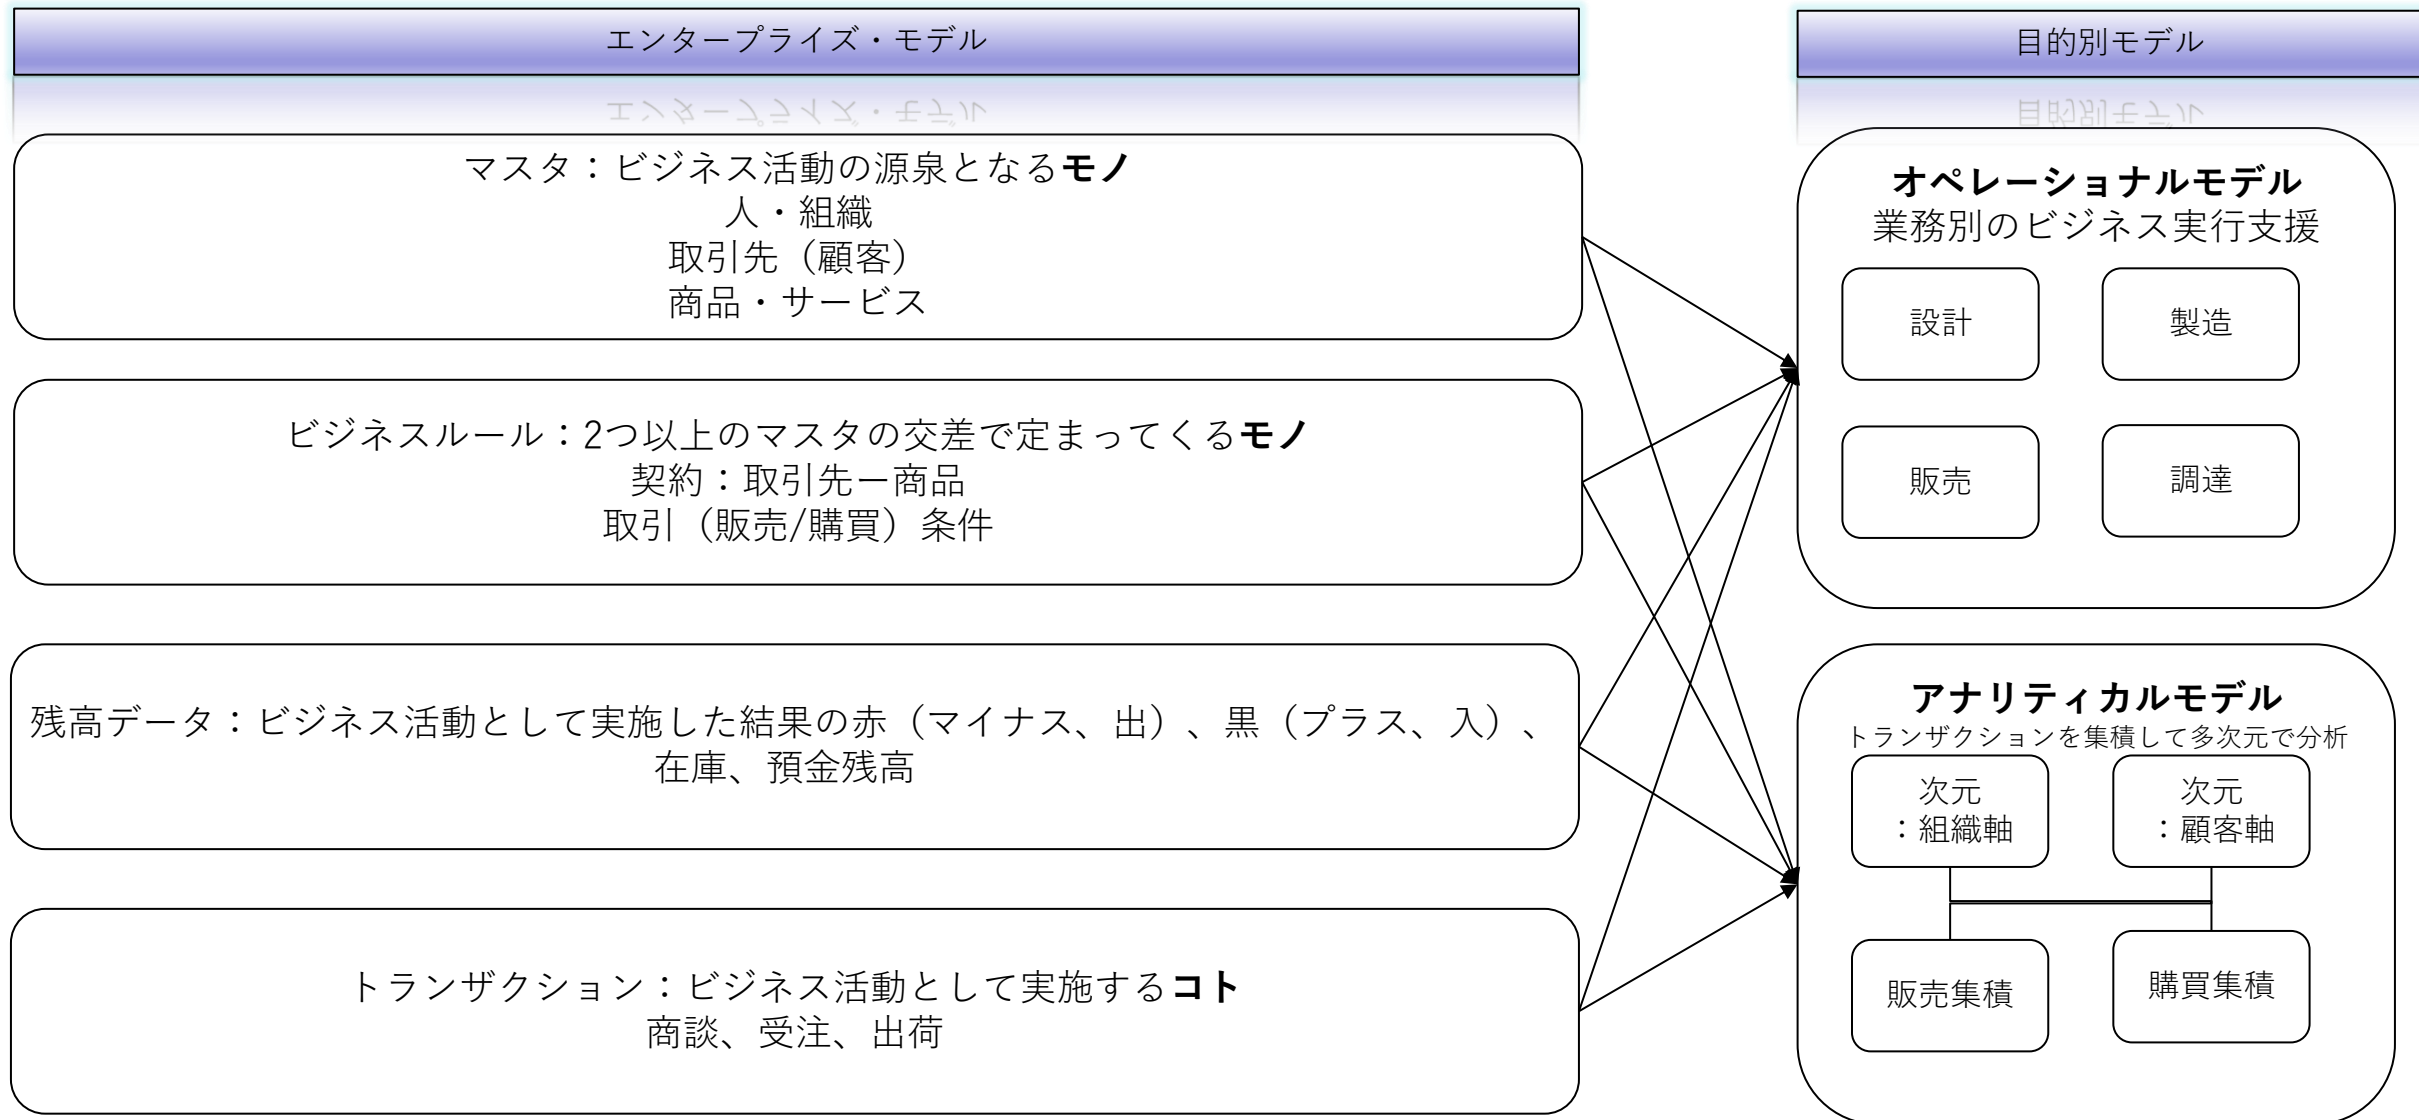 エンタープライズ・モデル
マスタ：ビジネス活動の源泉となるモノ
人・組織
取引先（顧客）
商品・サービス
ビジネスルール：2つ以上のマスタの交差で定まってくるモノ
契約：取引先ー商品
取引（販売/購買）条件
残高データ：ビジネス活動として実施した結果の赤（マイナス、出）、黒（プラス、入）、
在庫、預金残高
トランザクション：ビジネス活動として実施するコト
商談、受注、出荷
目的別モデル
オペレーショナルモデル
業務別のビジネス実行支援
設計
製造
販売
調達
アナリティカルモデル
トランザクションを集積して多次元で分析
次元
：組織軸
次元
：顧客軸
販売集積
購買集積